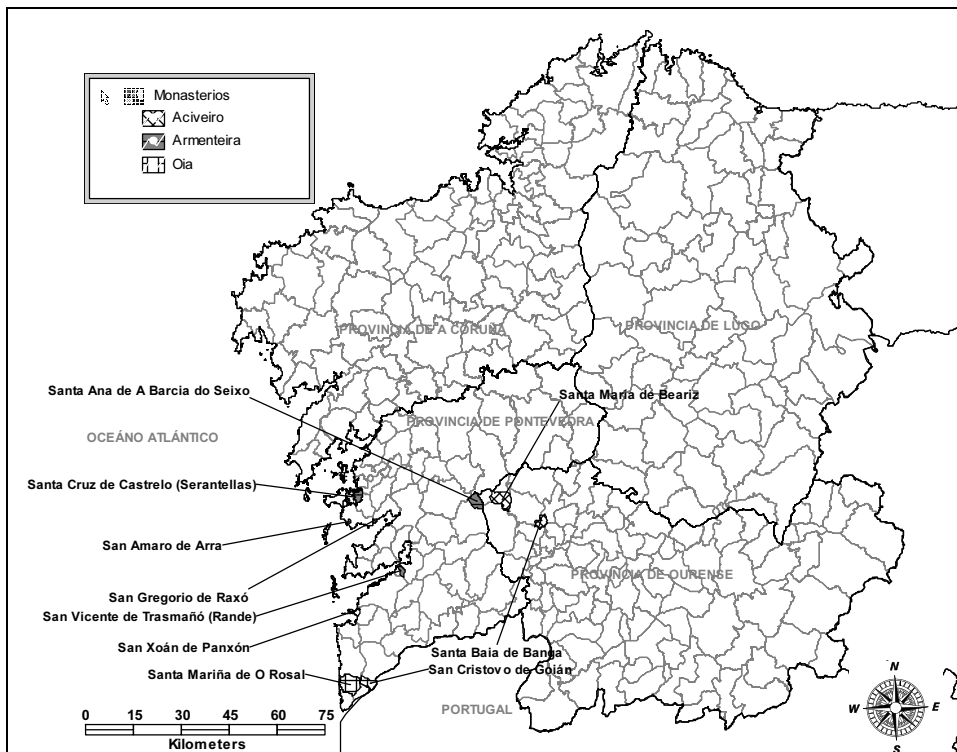 Monasterios
Aciveiro
Armenteira
Oia
PROVINCIA DE A CORUÑA
PROVINCIA DE LUGO
Santa Ana de A Barcia do Seixo
Santa María de Beariz
PROVINCIA DE PONTEVEDRA
OCEÁNO ATLÁNTICO
Santa Cruz de Castrelo (Serantellas)
San Amaro de Arra
PROVINCIA DE OURENSE
San Gregorio de Raxó
San Vicente de Trasmañó (Rande)
San Xoán de Panxón
Santa Baia de Banga
San Cristovo de Goián
Santa Mariña de O Rosal
PORTUGAL
N
W
E
S
0 15 30 45 60 75
Kilometers